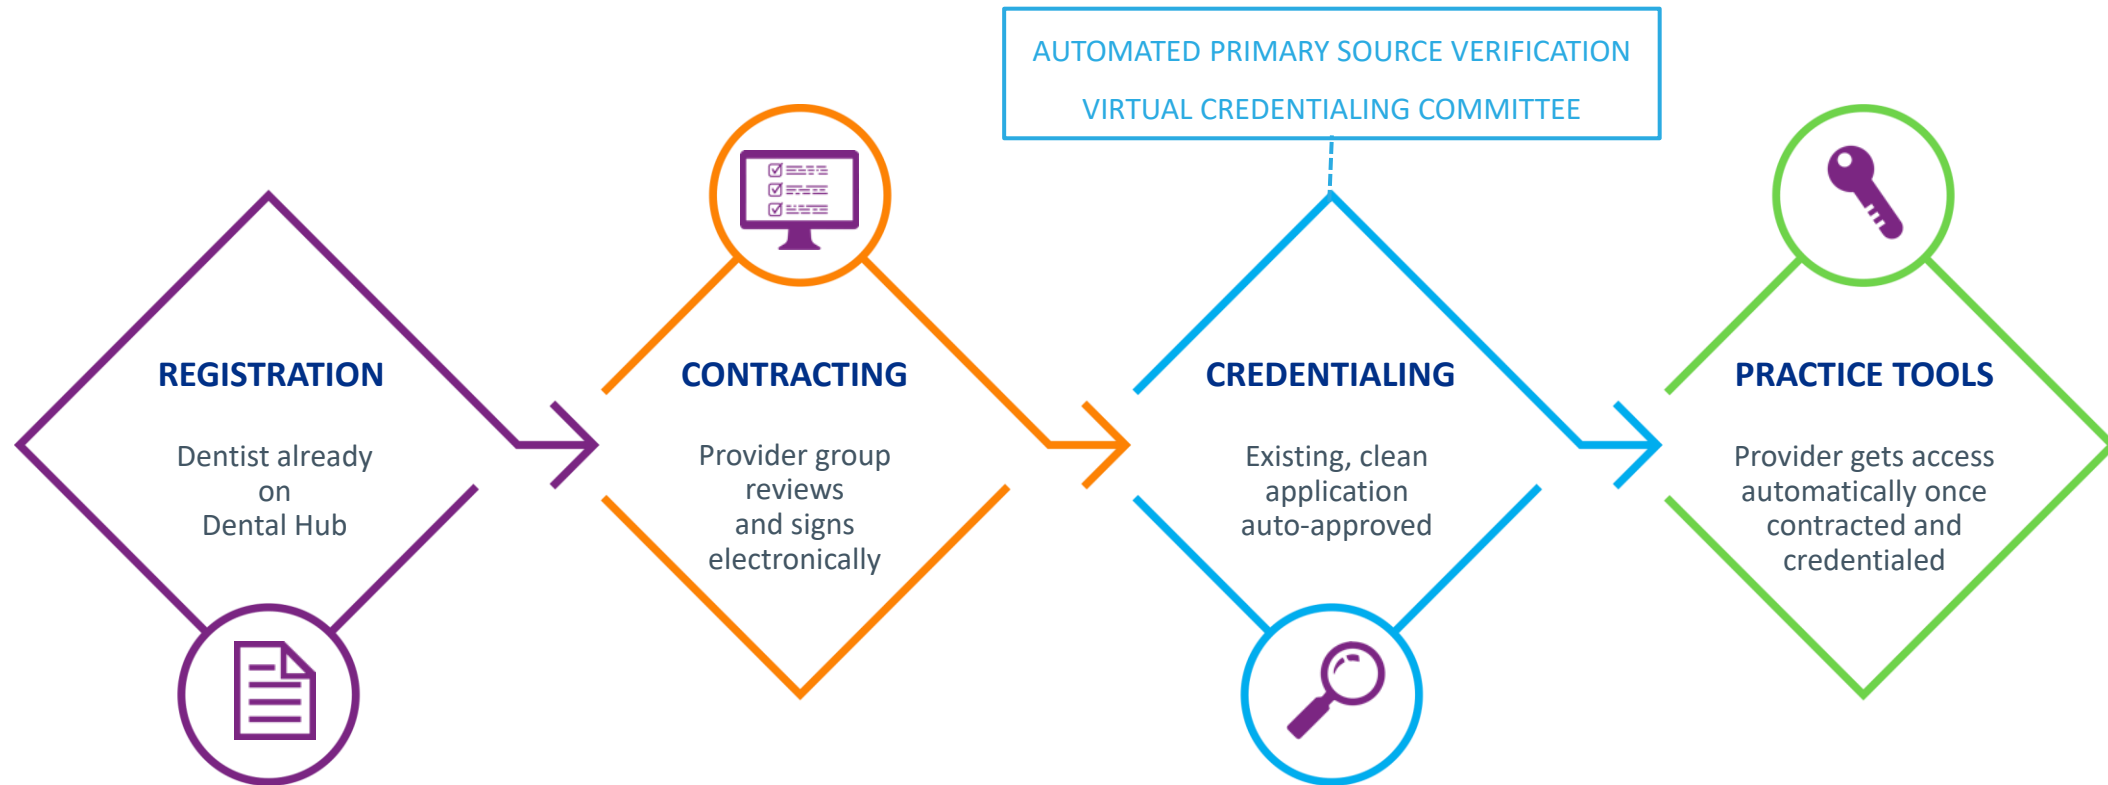 AUTOMATED PRIMARY SOURCE VERIFICATION
VIRTUAL CREDENTIALING COMMITTEE
REGISTRATION
Dentist already
on
Dental Hub
CONTRACTING
Provider group
reviews
and signs
electronically
CREDENTIALING
Existing, clean
application
auto-approved
PRACTICE TOOLS
Provider gets access
automatically once
contracted and
credentialed